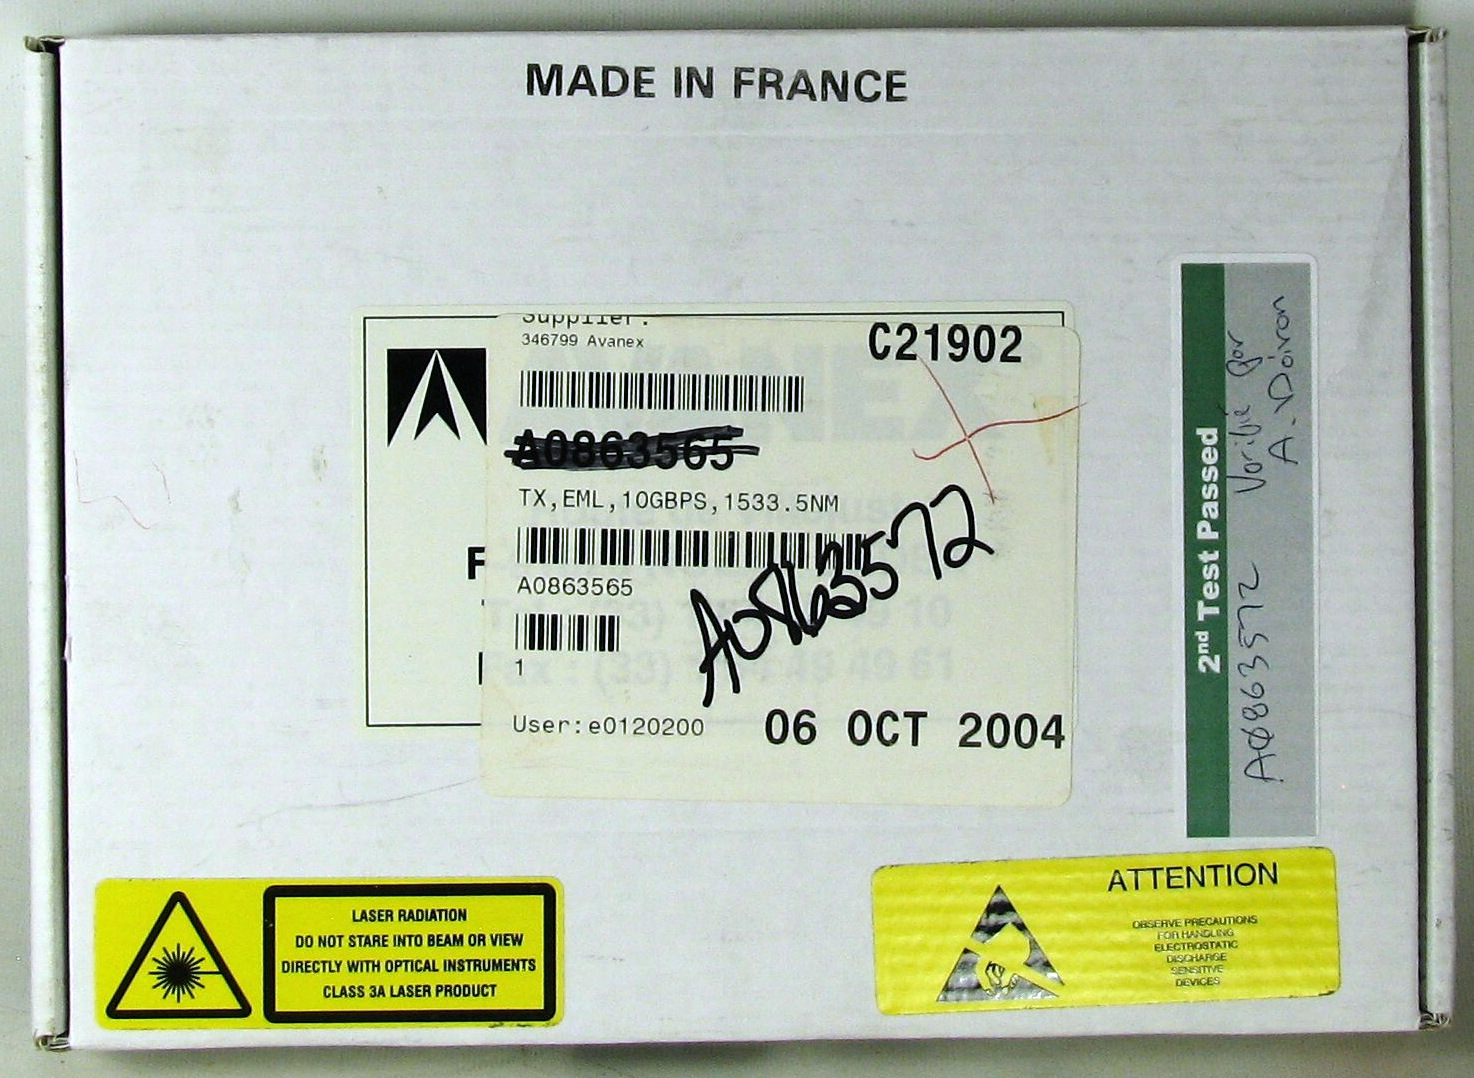 MADE IN FRANCE
Supplier:
346799 Avanex
C21902
A0863565
TX,EML,10GBPS,1533.5NM
A0863565
A0863572
1
User:e0120200
06 OCT 2004
F
2nd Test Passed
A0863572
par
A. Doiron
LASER RADIATION
DO NOT STARE INTO BEAM OR VIEW
DIRECTLY WITH OPTICAL INSTRUMENTS
CLASS 3A LASER PRODUCT
ATTENTION
OBSERVE PRECAUTIONS
FOR HANDLING
ELECTROSTATIC
DISCHARGE
SENSITIVE
DEVICES